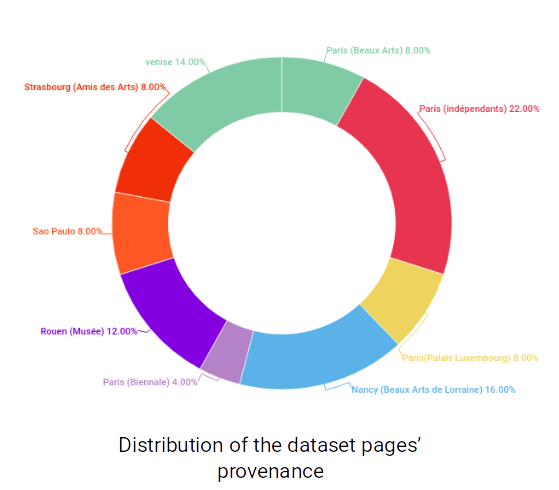 Paris (Beaux Arts) 8.00%
venise 14.00%
Strasbourg (Amis des Arts) 8.00%
Paris (indépendants) 22.00%
Sao Paulo 8.00%
Rouen (Musée) 12.00%
Paris(Palais Luxembourg) 8.00%
Paris (Biennale) 4.00%
Nancy (Beaux Arts de Lorraine) 16.00%
Distribution of the dataset pages’
provenance